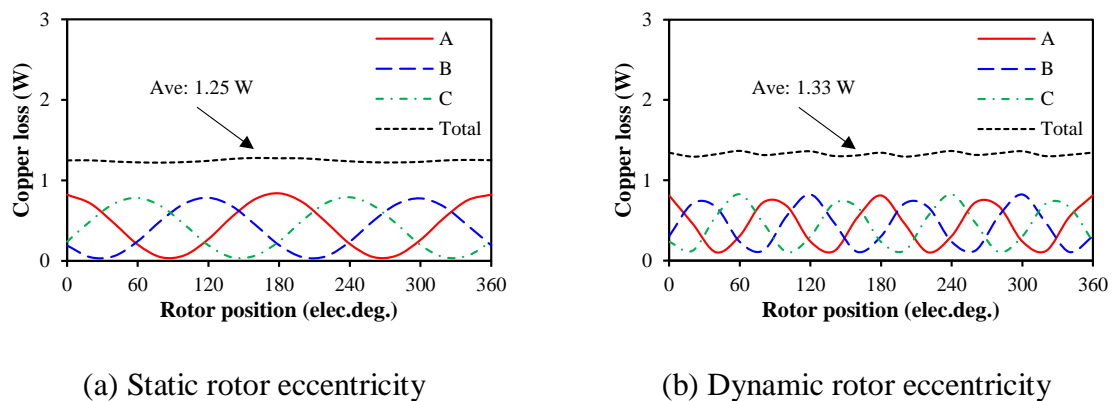 3
2
1
0
Copper loss (W)
A
B
C
Total
Ave: 1.25 W
0 60 120 180 240 300 360
Rotor position (elec.deg.)
(a) Static rotor eccentricity
3
2
1
0
Copper loss (W)
A
B
C
Total
Ave: 1.33 W
0 60 120 180 240 300 360
Rotor position (elec.deg.)
(b) Dynamic rotor eccentricity